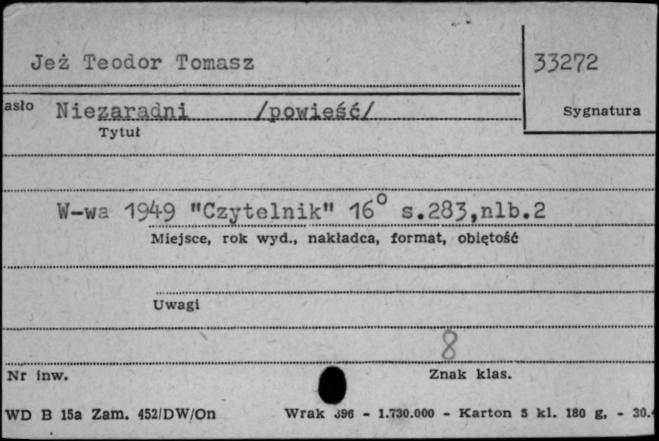 Jeż Teodor Tomasz
33272
asło Niezaradni /powieść/
Sygnatura
Tytuł
W-wa 1949 "Czytelnik" 16° s.283,nlb.2
Miejsce, rok wyd., nakładca, format, obiętość
Uwagi
8
Nr inw.
Znak klas.
WD B 15a Zam. 452/DW/On Wrak 396 - 1.730.000 - Karton 5 kl. 180 g, - 30.